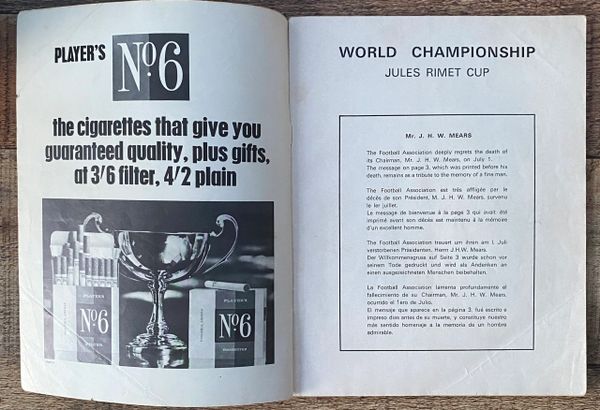 PLAYER'S No. 6
the cigarettes that give you
guaranteed quality, plus gifts,
at 3'6 filter, 4/2 plain
PLAYER'S
No6
PLAYER'S
No6
WORLD CHAMPIONSHIP
JULES RIMET CUP
Mr. J. H. W. MEARS
The Football Association deeply regrets the death of
its Chairman, Mr. J. H. W. Mears, on July 1.
The message on page 3, which was printed before his
death, remains as a tribute to the memory of a fine man.
The Football Association est très affligée par le
décès de son Président, M. J. H. W. Mears, survenu
le 1er juillet.
Le message de bienvenue à la page 3 qui avait été
imprimé avant son décès est maintenu à la mémoire
d'un excellent homme.
The Football Association trauert um ihren am 1. Juli
verstorbenen Präsidenten, Herrn J.H.W. Mears.
Der Willkommensgruss auf Seite 3 wurde schon vor
seinem Tode gedruckt und wird als Andenken an
einen ausgezeichneten Menschen beibehalten.
La Football Association lamenta profundamente el
fallecimiento de su Chairman, Mr. J. H. W. Mears,
ocurrido el 1ero de Julio.
El mensaje que aparece en la página 3, fué escrito e
impreso dias antes de su muerte, y constituye nuestro
más sentido homenaje a la memoria de un hombre
admirable.